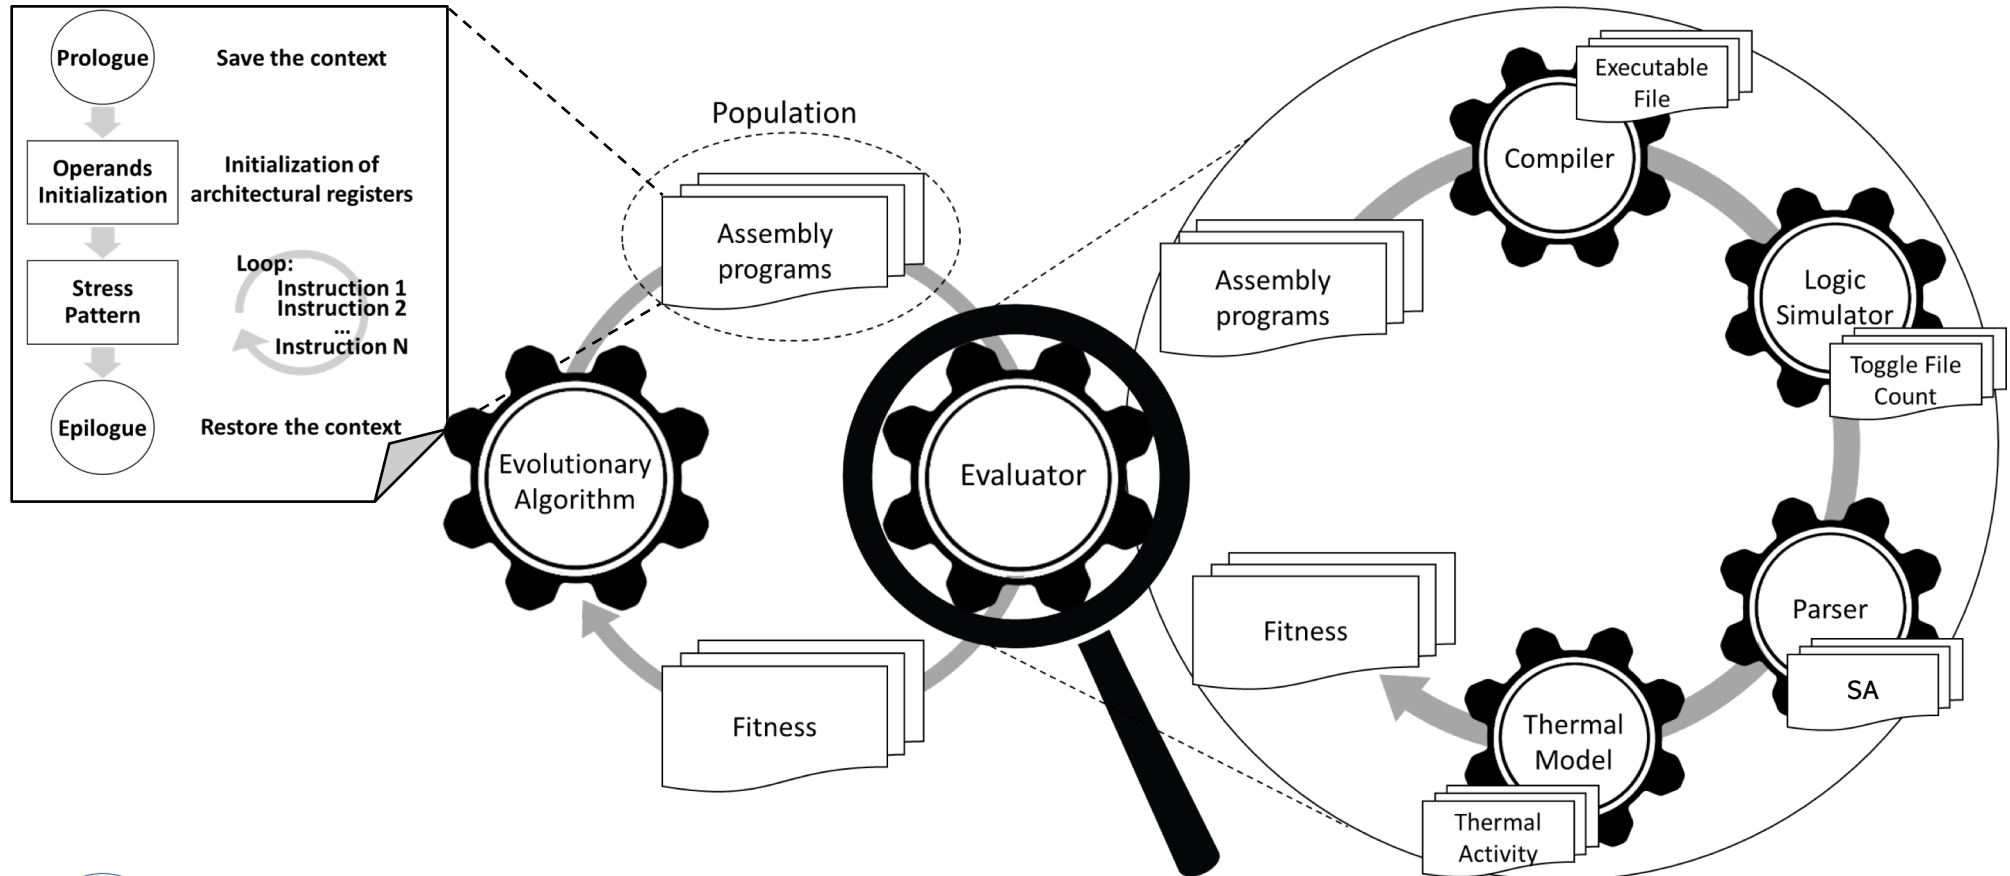 Prologue
Save the context
Operands
Initialization
Initialization of
architectural registers
Stress
Pattern
Loop:
Instruction 1
Instruction 2
...
Instruction N
Epilogue
Restore the context
Population
Assembly
programs
Evolutionary
Algorithm
Evaluator
Fitness
Assembly
programs
Compiler
Executable
File
Logic
Simulator
Toggle File
Count
Parser
SA
Thermal
Model
Thermal
Activity
Fitness